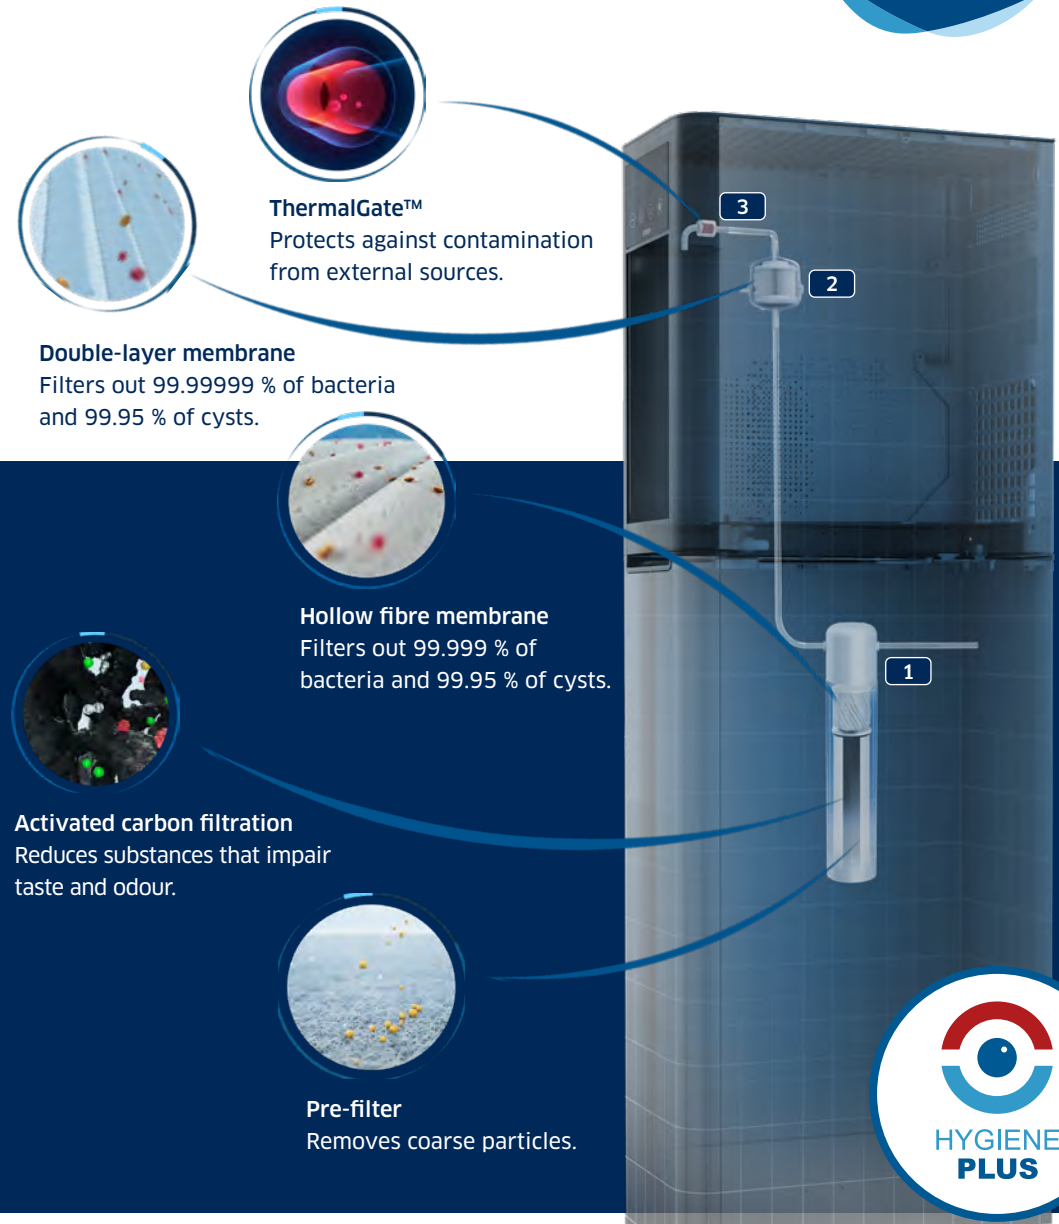 ThermalGate™
Protects against contamination
from external sources.
3
2
Double-layer membrane
Filters out 99.99999 % of bacteria
and 99.95 % of cysts.
Hollow fibre membrane
Filters out 99.999 % of
bacteria and 99.95 % of cysts.
1
Activated carbon filtration
Reduces substances that impair
taste and odour.
Pre-filter
Removes coarse particles.
HYGIENE
PLUS